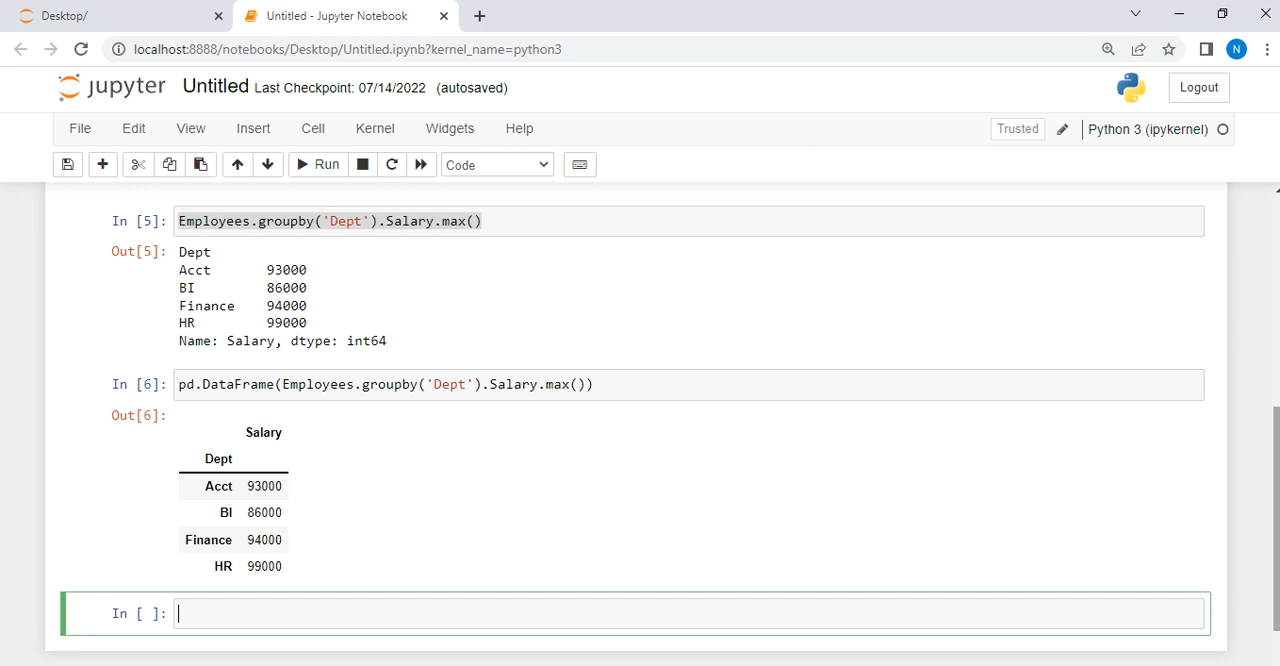 Desktop/
Untitled - Jupyter Notebook
localhost:8888/notebooks/Desktop/Untitled.ipynb?kernel_name=python3
N
jupyter Untitled Last Checkpoint: 07/14/2022 (autosaved)
Logout
File Edit View Insert Cell Kernel Widgets Help
Trusted
Python 3 (ipykernel)
Run
Code
In [5]: Employees.groupby('Dept').Salary.max()
Out[5]: Dept
Acct 93000
BI 86000
Finance 94000
HR 99000
Name: Salary, dtype: int64
In [6]: pd.DataFrame(Employees.groupby('Dept').Salary.max())
Out[6]:
Salary
Dept
Acct 93000
BI 86000
Finance 94000
HR 99000
In [ ]: